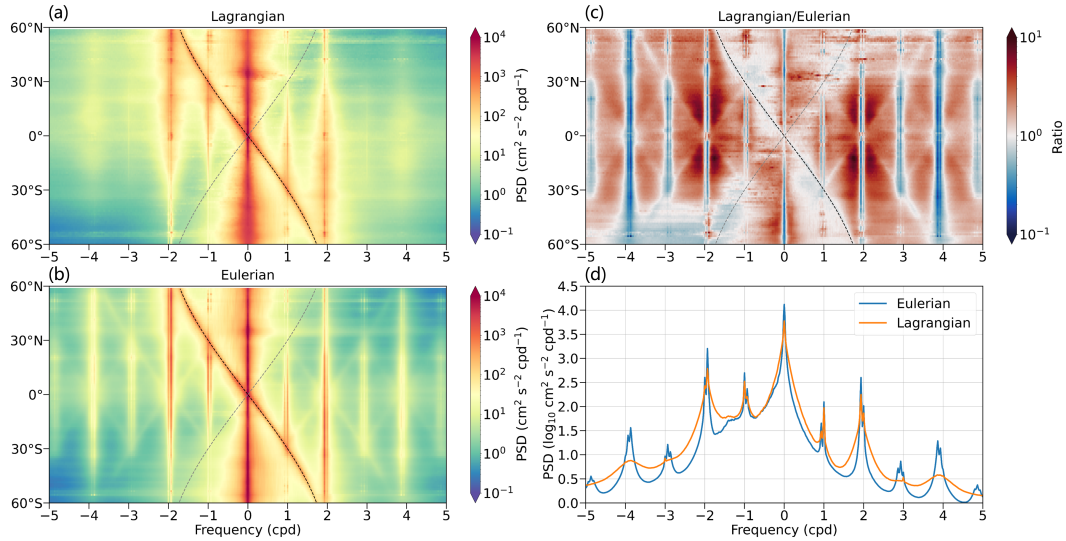 (a) Lagrangian
60°N
30°N
0°
30°S
60°S
−5 −4 −3 −2 −1 0 1 2 3 4 5
10⁴
10³
10²
10¹
10⁰
10⁻¹
PSD (cm² s⁻² cpd⁻¹)
(c) Lagrangian/Eulerian
60°N
30°N
0°
30°S
60°S
−5 −4 −3 −2 −1 0 1 2 3 4 5
10¹
10⁰
10⁻¹
Ratio
(b) Eulerian
60°N
30°N
0°
30°S
60°S
−5 −4 −3 −2 −1 0 1 2 3 4 5
Frequency (cpd)
10⁴
10³
10²
10¹
10⁰
10⁻¹
PSD (cm² s⁻² cpd⁻¹)
(d)
PSD (log₁₀ cm² s⁻² cpd⁻¹)
4.5
4.0
3.5
3.0
2.5
2.0
1.5
1.0
0.5
0.0
Eulerian
Lagrangian
−5 −4 −3 −2 −1 0 1 2 3 4 5
Frequency (cpd)